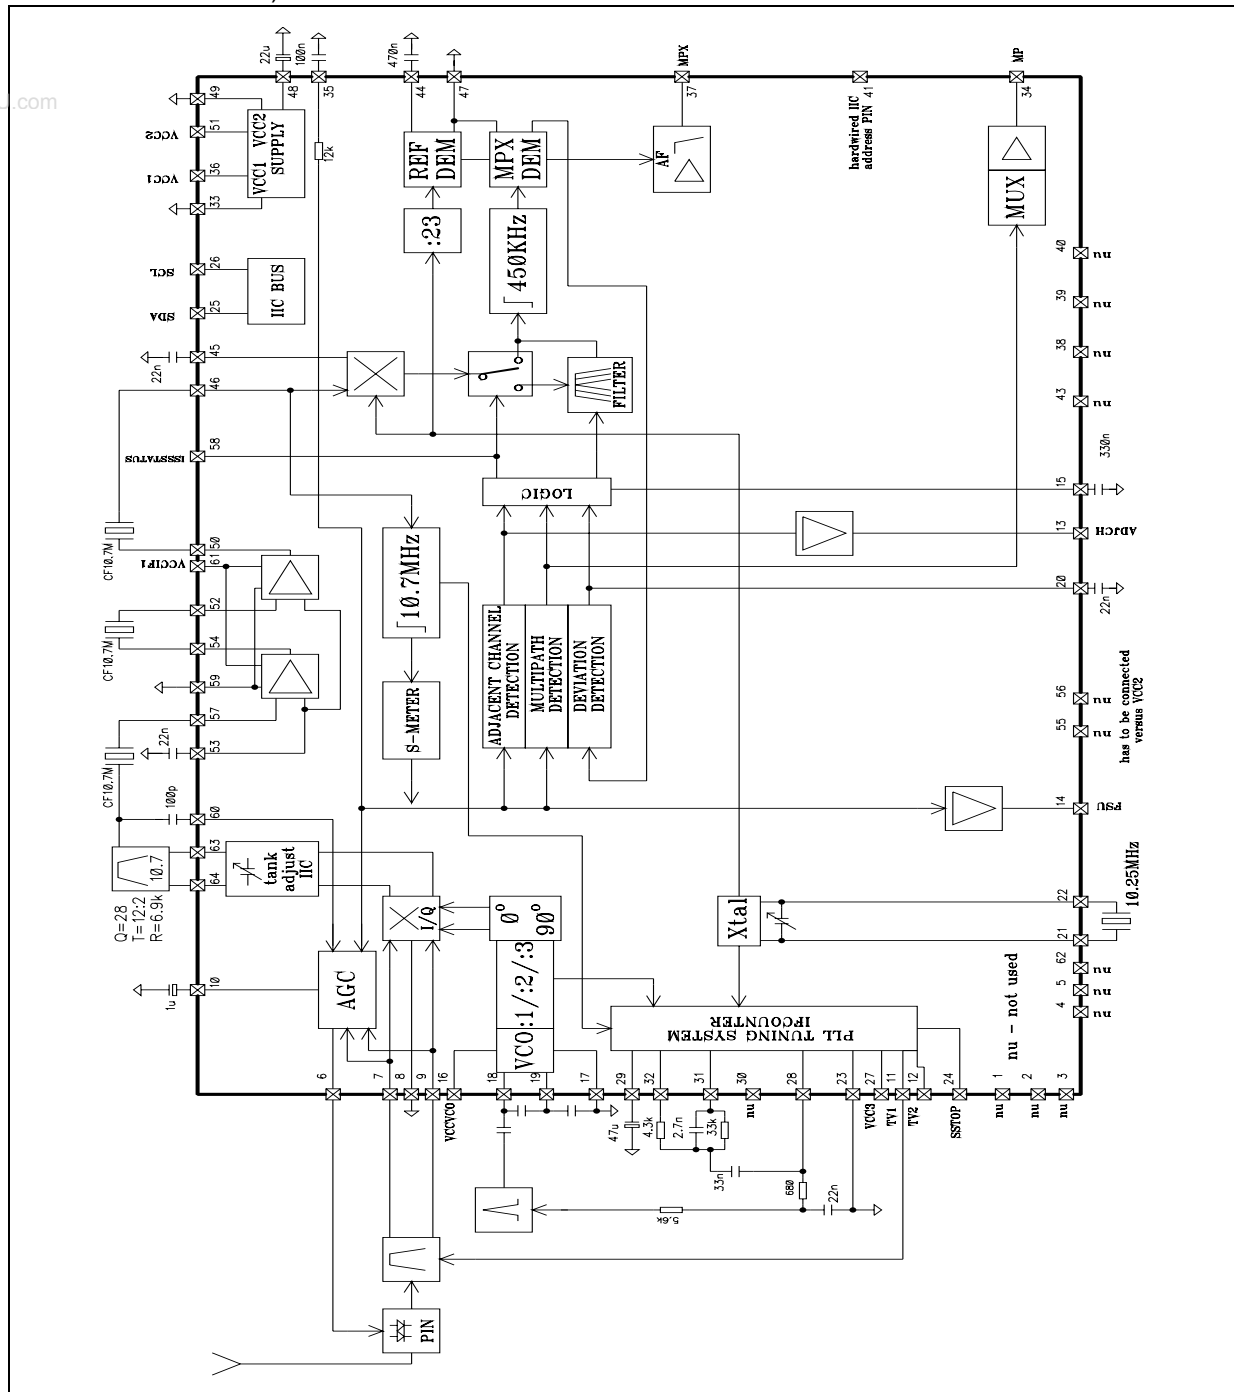 u.com
22u
100n
470n
48
35
44
47
MPX
37
41
hardwired IIC
address PIN
MP
34
49
VCC2
51
VCC1
36
33
VCC1 VCC2
SUPPLY
12k
REF
DEM
MPX
DEM
AF
MUX
:23
450KHz
SCL
26
SDA
25
IIC BUS
40
nu
39
nu
38
nu
43
nu
22n
45
46
FILTER
ISSSTATUS
58
LOGIC
330n
15
13
ADJCH
20
22n
CF10.7M
50
61
VCCIF1
52
CF10.7M
54
59
57
22n
53
CF10.7M
10.7MHz
S-METER
ADJACENT CHANNEL
DETECTION
MULTIPATH
DETECTION
DEVIATION
DETECTION
56
nu
55
nu
has to be connected
versus VCC2
14
FSU
100p
60
63
64
10.7
Q=28
T=12:2
R=6.9k
tank
adjust
IIC
I/Q
0°
90°
VCO:1/:2/:3
Xtal
22
21
10.25MHz
62
nu
5
nu
4
nu
nu - not used
1u
10
AGC
PLL TUNING SYSTEM
IFCOUNTER
6
7
8
9
16
VCCVCO
18
19
17
29
32
31
30
nu
28
23
27
VCC3
11
TV1
12
TV2
24
SSTOP
1
nu
2
nu
3
nu
47u
4.3k
2.7n
33k
33n
680
22n
5.6k
PIN